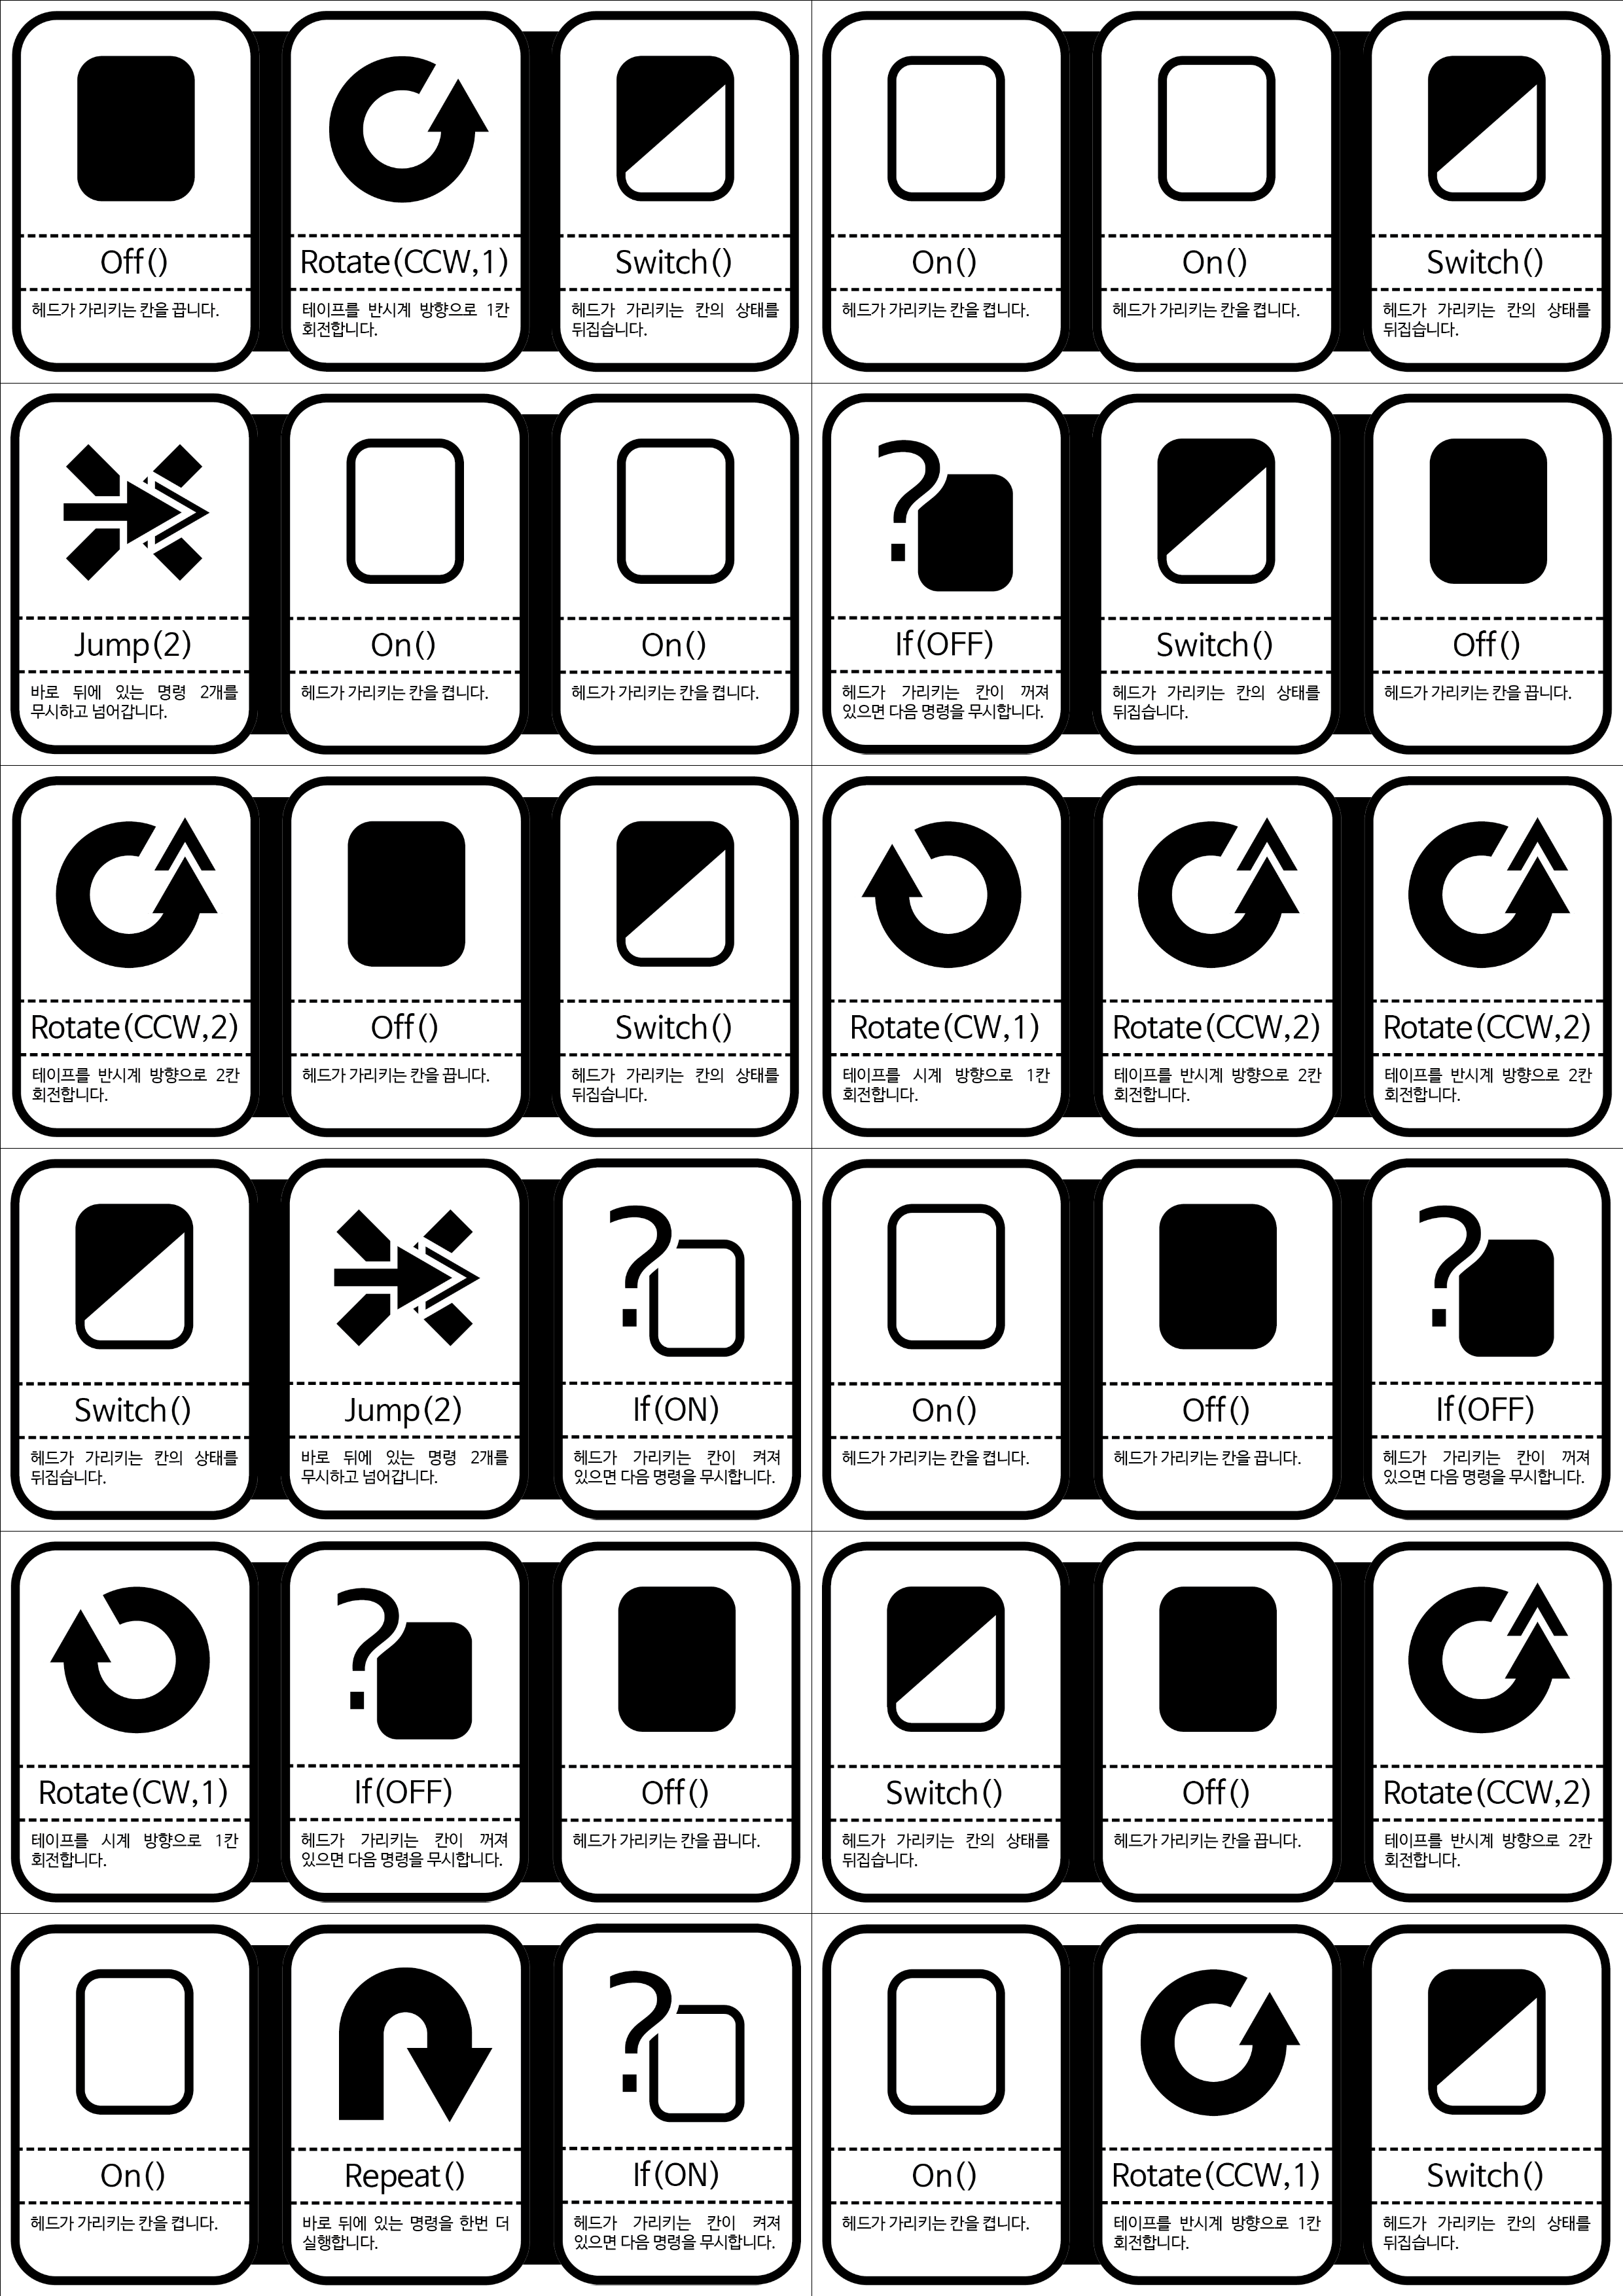 Off()
헤드가 가리키는 칸을 끕니다.
Rotate(CCW,1)
테이프를 반시계 방향으로 1칸
회전합니다.
Switch()
헤드가 가리키는 칸의 상태를
뒤집습니다.
On()
헤드가 가리키는 칸을 켭니다.
On()
헤드가 가리키는 칸을 켭니다.
Switch()
헤드가 가리키는 칸의 상태를
뒤집습니다.
Jump(2)
바로 뒤에 있는 명령 2개를
무시하고 넘어갑니다.
On()
헤드가 가리키는 칸을 켭니다.
On()
헤드가 가리키는 칸을 켭니다.
?
If(OFF)
헤드가 가리키는 칸이 꺼져
있으면 다음 명령을 무시합니다.
Switch()
헤드가 가리키는 칸의 상태를
뒤집습니다.
Off()
헤드가 가리키는 칸을 끕니다.
Rotate(CCW,2)
테이프를 반시계 방향으로 2칸
회전합니다.
Off()
헤드가 가리키는 칸을 끕니다.
Switch()
헤드가 가리키는 칸의 상태를
뒤집습니다.
Rotate(CW,1)
테이프를 시계 방향으로 1칸
회전합니다.
Rotate(CCW,2)
테이프를 반시계 방향으로 2칸
회전합니다.
Rotate(CCW,2)
테이프를 반시계 방향으로 2칸
회전합니다.
Switch()
헤드가 가리키는 칸의 상태를
뒤집습니다.
Jump(2)
바로 뒤에 있는 명령 2개를
무시하고 넘어갑니다.
?
If(ON)
헤드가 가리키는 칸이 켜져
있으면 다음 명령을 무시합니다.
On()
헤드가 가리키는 칸을 켭니다.
Off()
헤드가 가리키는 칸을 끕니다.
?
If(OFF)
헤드가 가리키는 칸이 꺼져
있으면 다음 명령을 무시합니다.
Rotate(CW,1)
테이프를 시계 방향으로 1칸
회전합니다.
?
If(OFF)
헤드가 가리키는 칸이 꺼져
있으면 다음 명령을 무시합니다.
Off()
헤드가 가리키는 칸을 끕니다.
Switch()
헤드가 가리키는 칸의 상태를
뒤집습니다.
Off()
헤드가 가리키는 칸을 끕니다.
Rotate(CCW,2)
테이프를 반시계 방향으로 2칸
회전합니다.
On()
헤드가 가리키는 칸을 켭니다.
Repeat()
바로 뒤에 있는 명령을 한번 더
실행합니다.
?
If(ON)
헤드가 가리키는 칸이 켜져
있으면 다음 명령을 무시합니다.
On()
헤드가 가리키는 칸을 켭니다.
Rotate(CCW,1)
테이프를 반시계 방향으로 1칸
회전합니다.
Switch()
헤드가 가리키는 칸의 상태를
뒤집습니다.